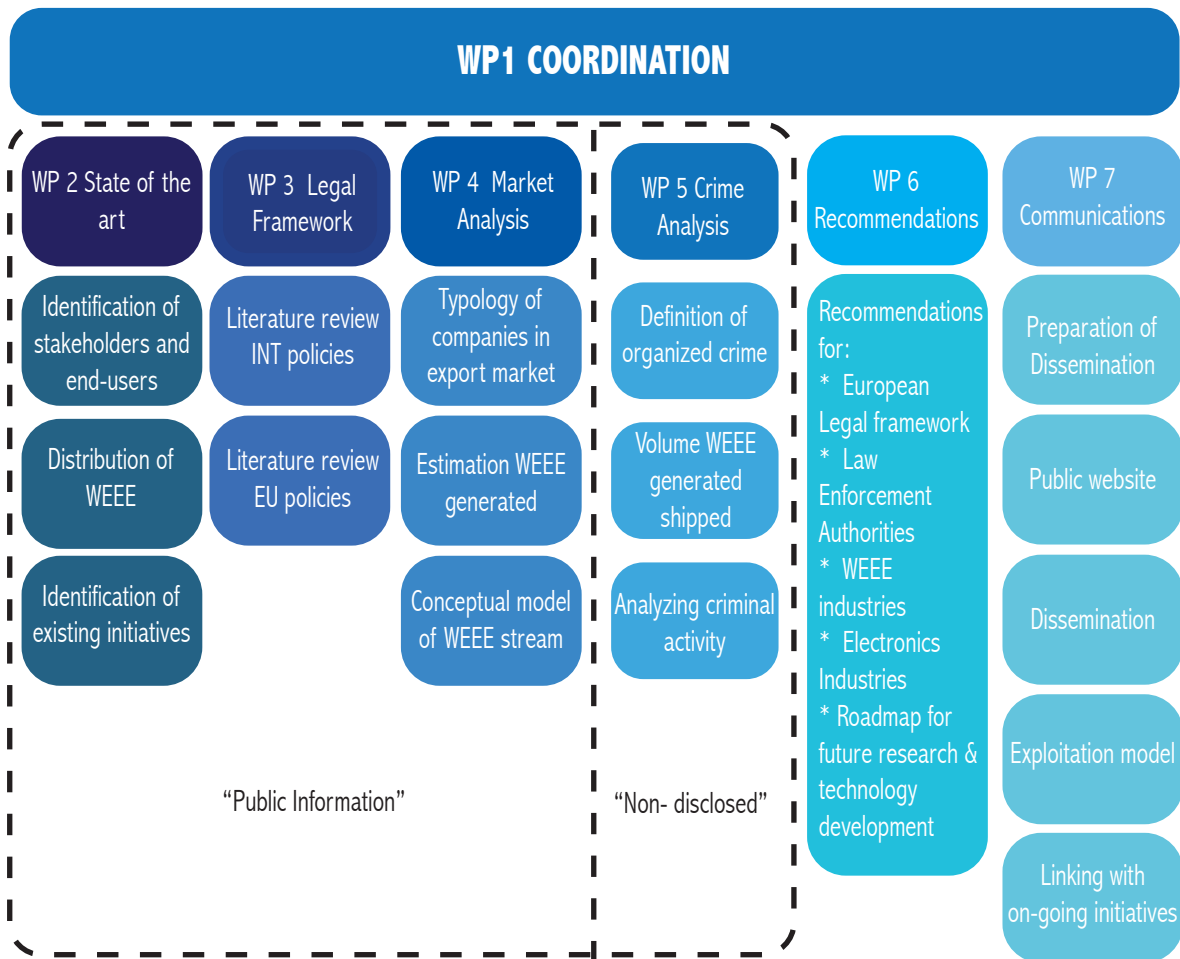 WP1 COORDINATION
WP 2 State of the
art
Identification of
stakeholders and
end-users
Distribution of
WEEE
Identification of
existing initiatives
WP 3 Legal
Framework
Literature review
INT policies
Literature review
EU policies
WP 4 Market
Analysis
Typology of
companies in
export market
Estimation WEEE
generated
Conceptual model
of WEEE stream
“Public Information”
WP 5 Crime
Analysis
Definition of
organized crime
Volume WEEE
generated
shipped
Analyzing criminal
activity
“Non- disclosed”
WP 6
Recommendations
Recommendations
for:
* European
Legal framework
* Law
Enforcement
Authorities
* WEEE
industries
* Electronics
Industries
* Roadmap for
future research &
technology
development
WP 7
Communications
Preparation of
Dissemination
Public website
Dissemination
Exploitation model
Linking with
on-going initiatives